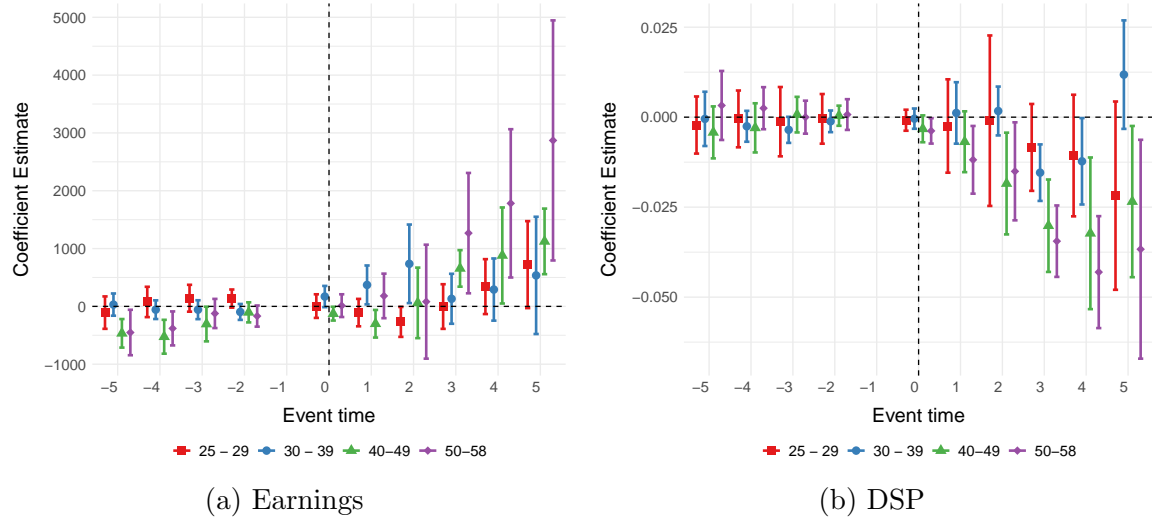 5000
4000
3000
2000
1000
0
−1000
Coefficient Estimate
−5 −4 −3 −2 −1 0 1 2 3 4 5
Event time
25 − 29 30 − 39 40−49 50−58
(a) Earnings
0.025
0.000
−0.025
−0.050
Coefficient Estimate
−5 −4 −3 −2 −1 0 1 2 3 4 5
Event time
25 − 29 30 − 39 40−49 50−58
(b) DSP